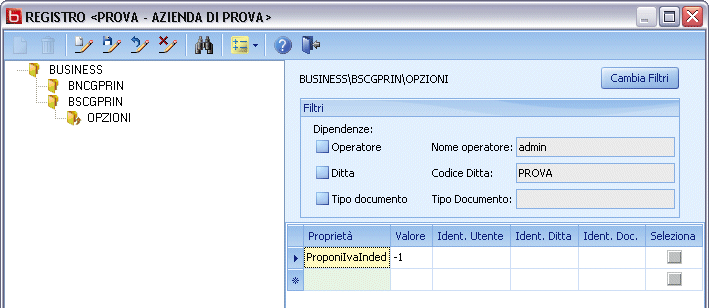 REGISTRO <PROVA - AZIENDA DI PROVA>
BUSINESS
BNCGPRIN
BSCGPRIN
OPZIONI
BUSINESS\BSCGPRIN\OPZIONI
Cambia Filtri
Filtri
Dipendenze:
Operatore Nome operatore: admin
Ditta Codice Ditta: PROVA
Tipo documento Tipo Documento:
Proprietà Valore Ident. Utente Ident. Ditta Ident. Doc. Seleziona
ProponiIvaInded -1